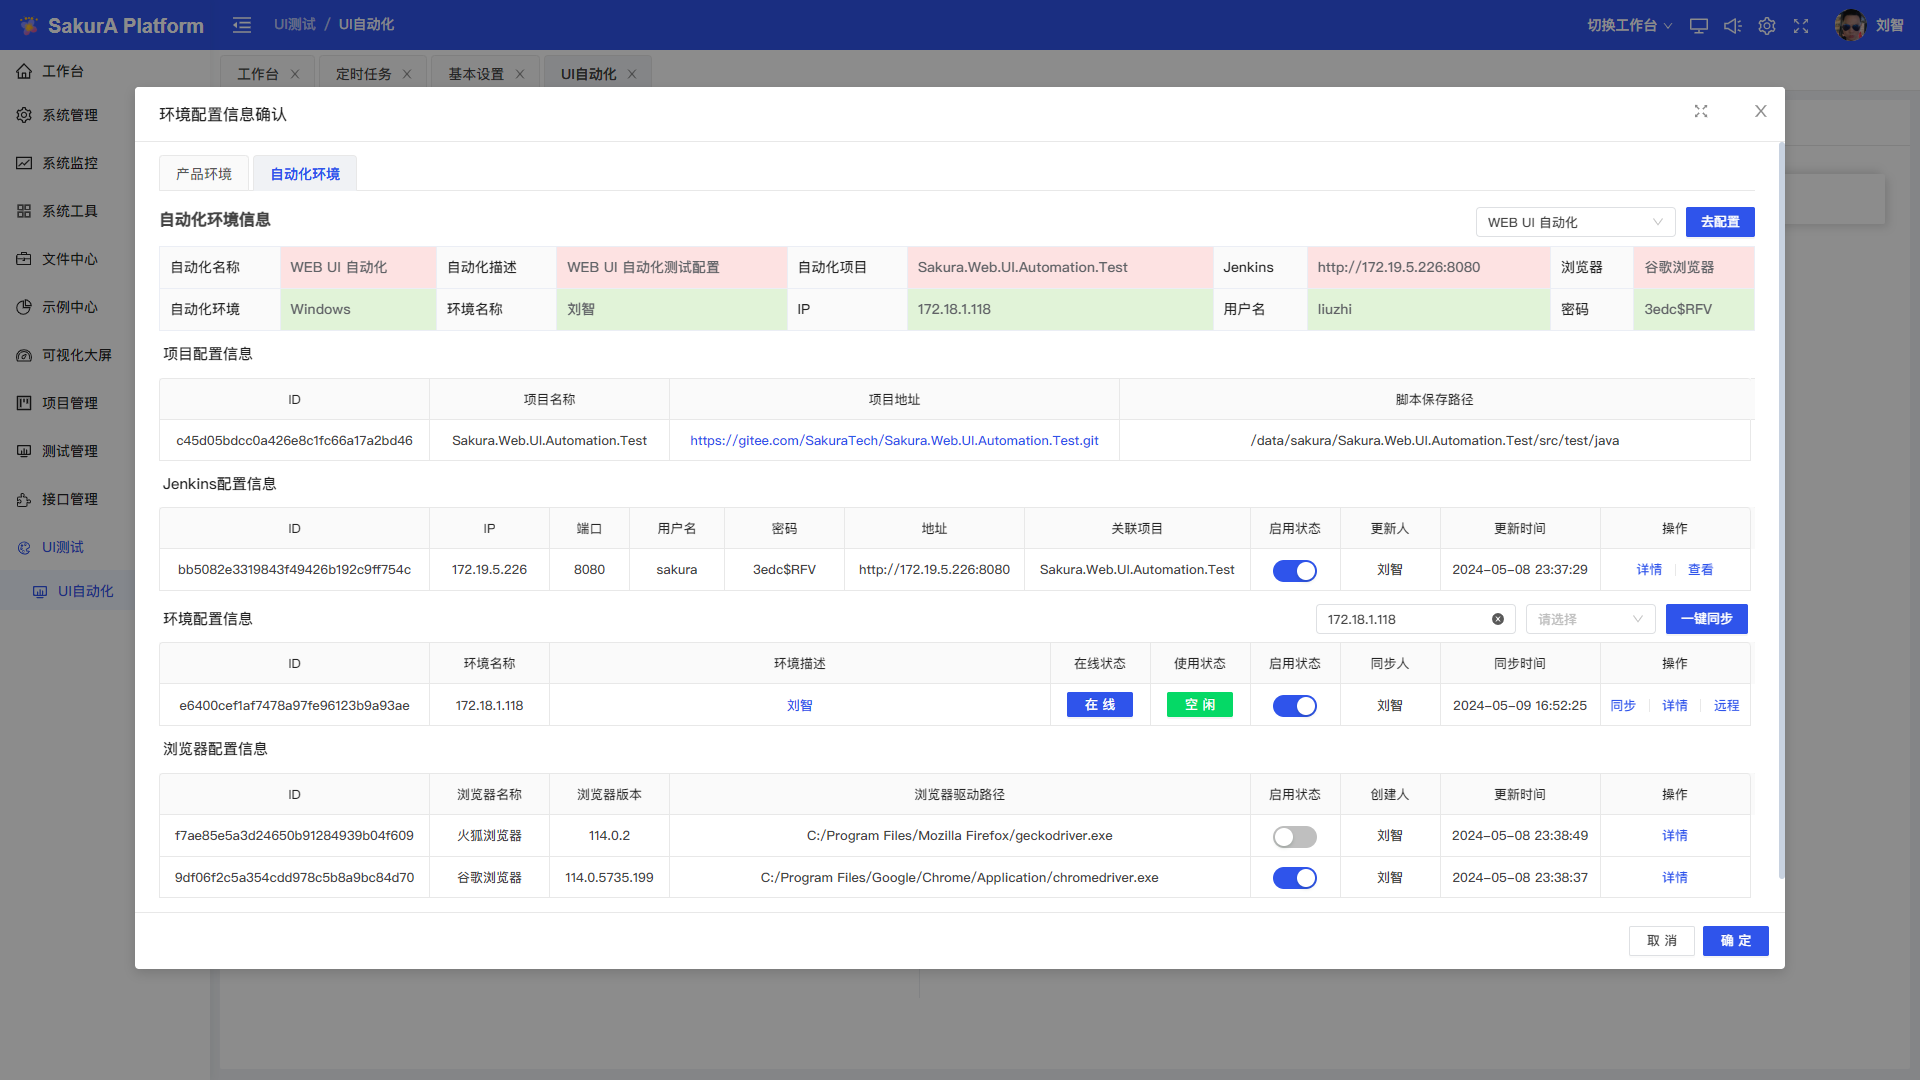 SakurA Platform
UI测试 / UI自动化
切换工作台
刘智
工作台
系统管理
系统监控
系统工具
文件中心
示例中心
可视化大屏
项目管理
测试管理
接口管理
UI测试
UI自动化
工作台 定时任务 基本设置 UI自动化
环境配置信息确认
产品环境 自动化环境
自动化环境信息
WEB UI 自动化 去配置
自动化名称 WEB UI 自动化 自动化描述 WEB UI 自动化测试配置 自动化项目 Sakura.Web.UI.Automation.Test Jenkins http://172.19.5.226:8080 浏览器 谷歌浏览器
自动化环境 Windows 环境名称 刘智 IP 172.18.1.118 用户名 liuzhi 密码 3edc$RFV
项目配置信息
ID 项目名称 项目地址 脚本保存路径
c45d05bdcc0a426e8c1fc66a17a2bd46 Sakura.Web.UI.Automation.Test https://gitee.com/SakuraTech/Sakura.Web.UI.Automation.Test.git /data/sakura/Sakura.Web.UI.Automation.Test/src/test/java
Jenkins配置信息
ID IP 端口 用户名 密码 地址 关联项目 启用状态 更新人 更新时间 操作
bb5082e3319843f49426b192c9ff754c 172.19.5.226 8080 sakura 3edc$RFV http://172.19.5.226:8080 Sakura.Web.UI.Automation.Test 刘智 2024-05-08 23:37:29 详情 查看
环境配置信息
172.18.1.118 请选择 一键同步
ID 环境名称 环境描述 在线状态 使用状态 启用状态 同步人 同步时间 操作
e6400cef1af7478a97fe96123b9a93ae 172.18.1.118 刘智 在 线 空 闲 刘智 2024-05-09 16:52:25 同步 详情 远程
浏览器配置信息
ID 浏览器名称 浏览器版本 浏览器驱动路径 启用状态 创建人 更新时间 操作
f7ae85e5a3d24650b91284939b04f609 火狐浏览器 114.0.2 C:/Program Files/Mozilla Firefox/geckodriver.exe 刘智 2024-05-08 23:38:49 详情
9df06f2c5a354cdd978c5b8a9bc84d70 谷歌浏览器 114.0.5735.199 C:/Program Files/Google/Chrome/Application/chromedriver.exe 刘智 2024-05-08 23:38:37 详情
取 消 确 定